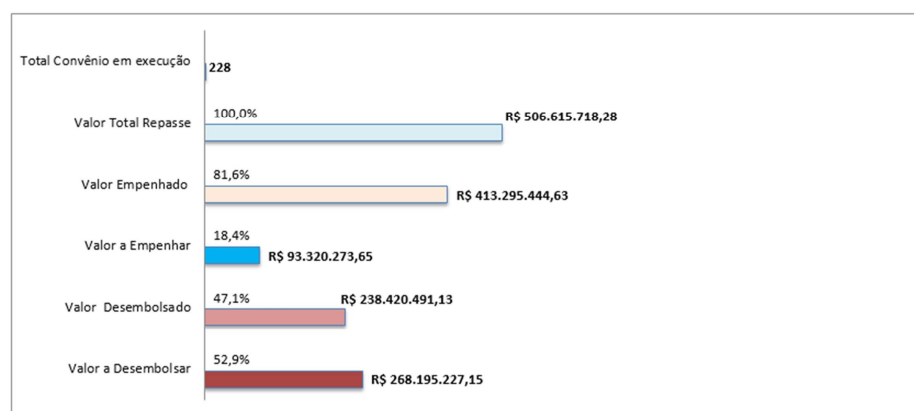 Total Convênio em execução
228
100,0%
Valor Total Repasse
R$ 506.615.718,28
81,6%
Valor Empenhado
R$ 413.295.444,63
18,4%
Valor a Empenhar
R$ 93.320.273,65
47,1%
Valor Desembolsado
R$ 238.420.491,13
52,9%
Valor a Desembolsar
R$ 268.195.227,15